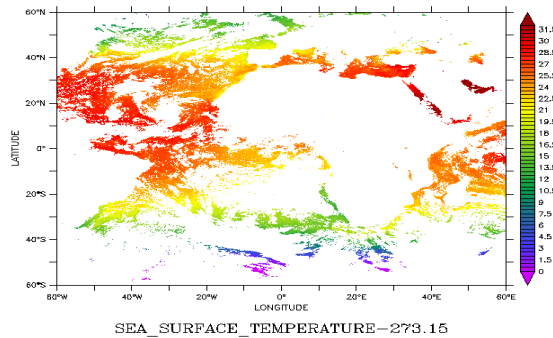 60°N
40°N
20°N
0°
20°S
40°S
60°S
LATITUDE
60°W
40°W
20°W
0°
20°E
40°E
60°E
LONGITUDE
31.5
30
28.5
27
25.5
24
22.5
21
19.5
18
16.5
15
13.5
12
10.5
9
7.5
6
4.5
3
1.5
0
SEA_SURFACE_TEMPERATURE-273.15